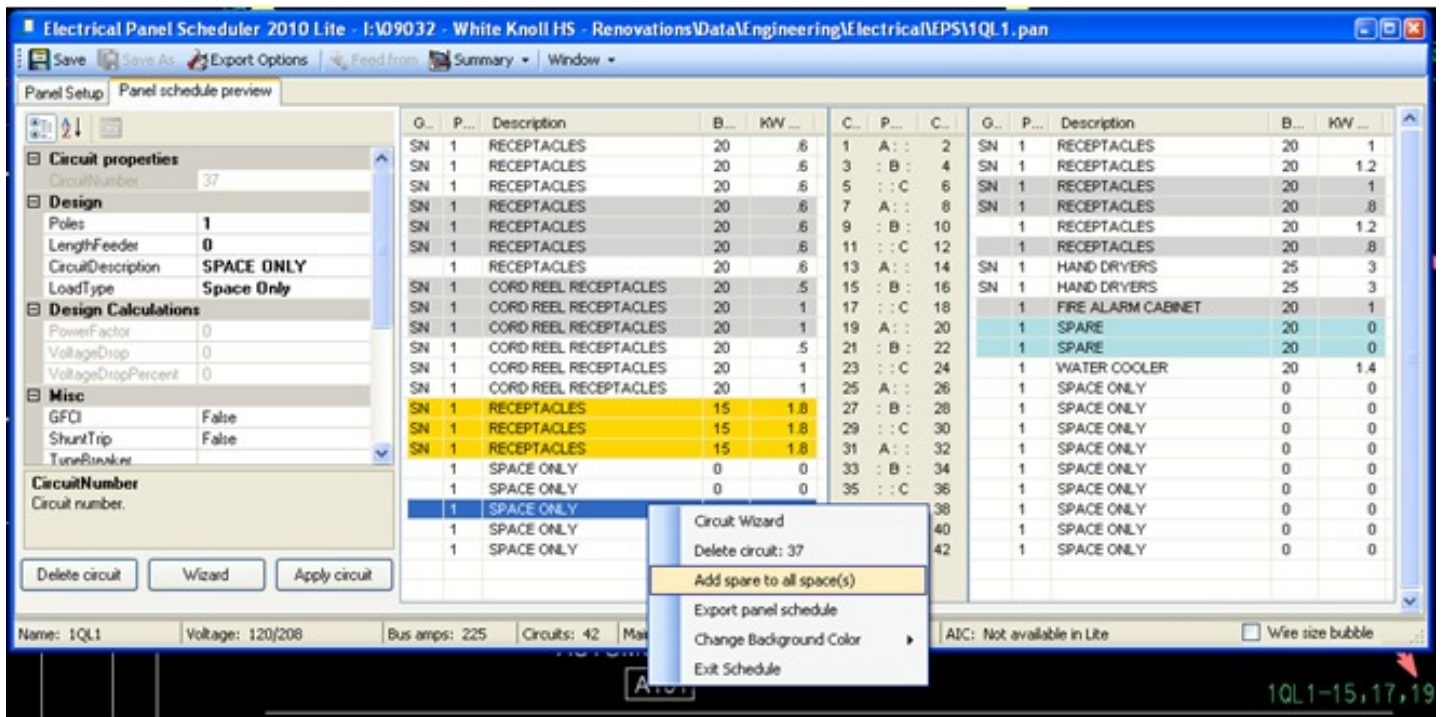 Electrical Panel Scheduler 2010 Lite - I:\09032 - White Knoll HS - Renovations\Data\Engineering\Electrical\EPS\1QL1.pan
Save Save As Export Options Feed from Summary Window
Panel Setup Panel schedule preview
G... P... Description B... KW ... C... P... C... G... P... Description B... KW ...
SN 1 RECEPTACLES 20 .6 1 A : : 2 SN 1 RECEPTACLES 20 1
SN 1 RECEPTACLES 20 .6 3 : B : 4 SN 1 RECEPTACLES 20 1.2
SN 1 RECEPTACLES 20 .6 5 : : C 6 SN 1 RECEPTACLES 20 1
SN 1 RECEPTACLES 20 .6 7 A : : 8 SN 1 RECEPTACLES 20 .8
SN 1 RECEPTACLES 20 .6 9 : B : 10 1 RECEPTACLES 20 1.2
SN 1 RECEPTACLES 20 .6 11 : : C 12 1 RECEPTACLES 20 .8
1 RECEPTACLES 20 .6 13 A : : 14 SN 1 HAND DRYERS 25 3
SN 1 CORD REEL RECEPTACLES 20 .5 15 : B : 16 SN 1 HAND DRYERS 25 3
SN 1 CORD REEL RECEPTACLES 20 1 17 : : C 18 1 FIRE ALARM CABINET 20 1
SN 1 CORD REEL RECEPTACLES 20 1 19 A : : 20 1 SPARE 20 0
SN 1 CORD REEL RECEPTACLES 20 .5 21 : B : 22 1 SPARE 20 0
SN 1 CORD REEL RECEPTACLES 20 1 23 : : C 24 1 WATER COOLER 20 1.4
SN 1 CORD REEL RECEPTACLES 20 1 25 A : : 26 1 SPACE ONLY 0 0
SN 1 RECEPTACLES 15 1.8 27 : B : 28 1 SPACE ONLY 0 0
SN 1 RECEPTACLES 15 1.8 29 : : C 30 1 SPACE ONLY 0 0
SN 1 RECEPTACLES 15 1.8 31 A : : 32 1 SPACE ONLY 0 0
1 SPACE ONLY 0 0 33 : B : 34 1 SPACE ONLY 0 0
1 SPACE ONLY 0 0 35 : : C 36 1 SPACE ONLY 0 0
1 SPACE ONLY 38 1 SPACE ONLY 0 0
1 SPACE ONLY 40 1 SPACE ONLY 0 0
1 SPACE ONLY 42 1 SPACE ONLY 0 0
Circuit properties
CircuitNumber 37
Design
Poles 1
LengthFeeder 0
CircuitDescription SPACE ONLY
LoadType Space Only
Design Calculations
PowerFactor 0
VoltageDrop 0
VoltageDropPercent 0
Misc
GFCI False
ShuntTrip False
TypeBreaker
CircuitNumber
Circuit number.
Delete circuit Wizard Apply circuit
Circuit Wizard
Delete circuit: 37
Add spare to all space(s)
Export panel schedule
Change Background Color
Exit Schedule
Name: 1QL1 Voltage: 120/208 Bus amps: 225 Circuits: 42 Mai AIC: Not available in Lite Wire size bubble
1QL1-15,17,19